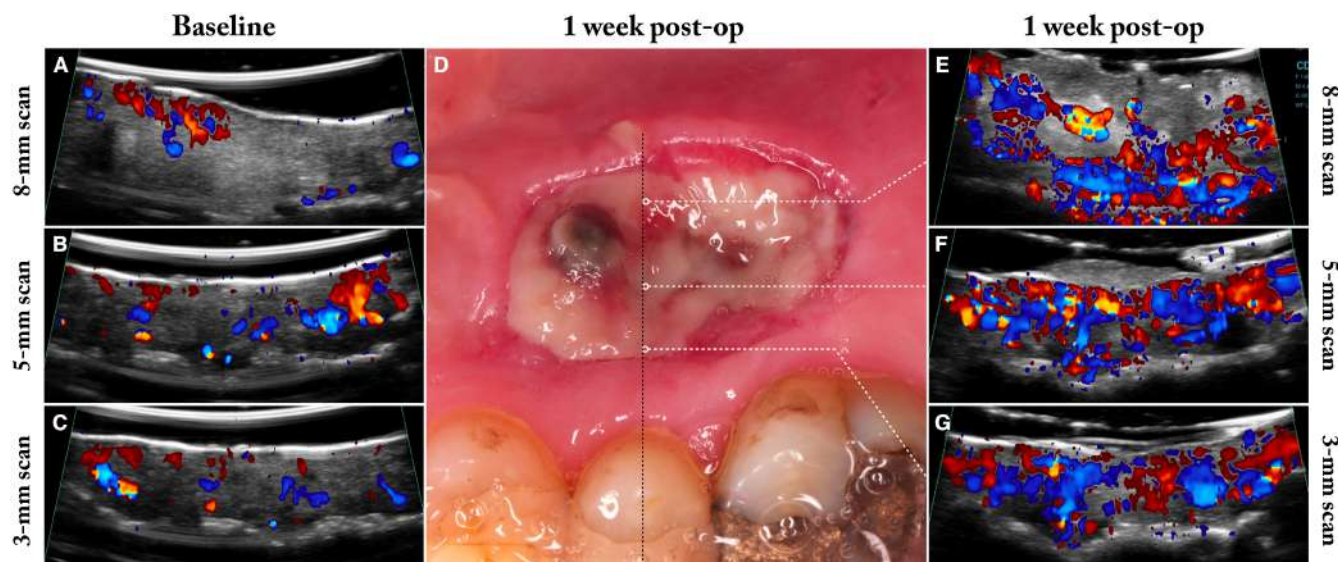 Baseline
1 week post-op
1 week post-op
A
8-mm scan
B
5-mm scan
C
3-mm scan
D
E
CD
8-mm scan
F
5-mm scan
G
3-mm scan